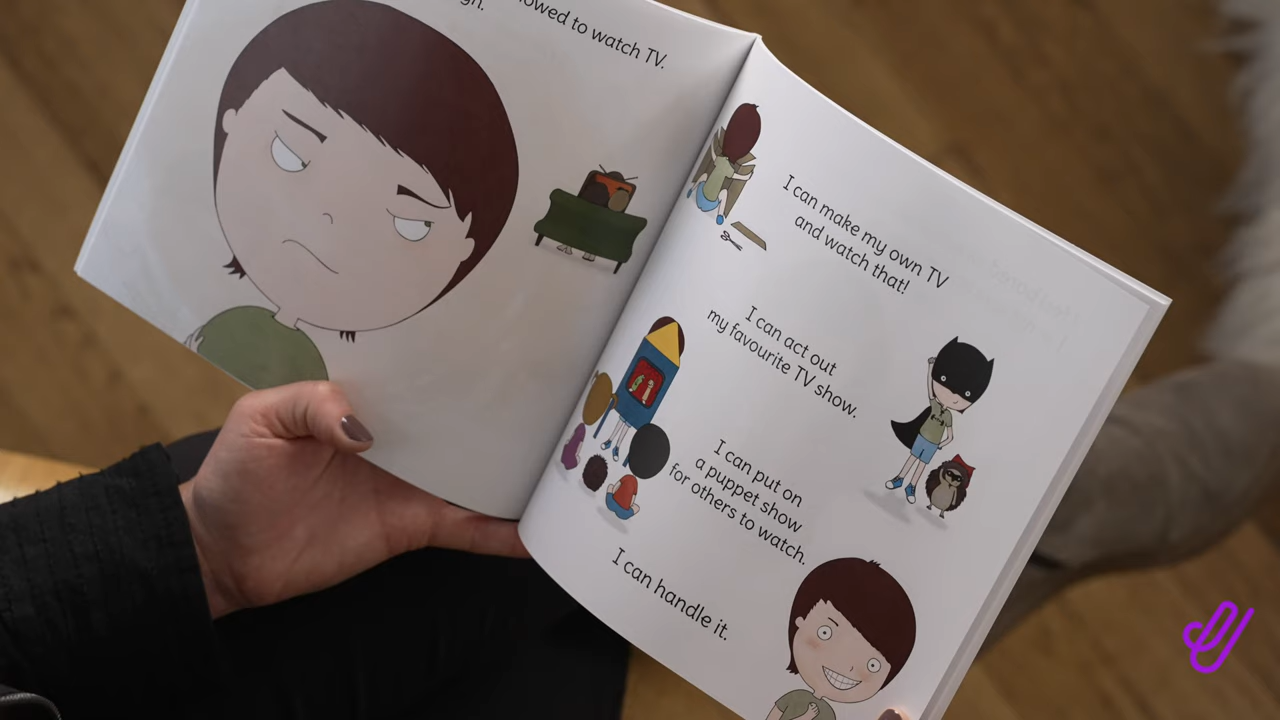 to watch TV.
I can make my own TV
and watch that!
I can act out
my favourite TV show.
I can put on
a puppet show
for others to watch.
I can handle it.